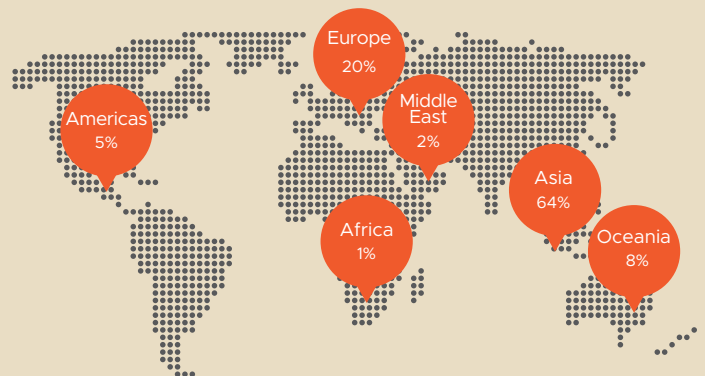 Europe
20%
Americas
5%
Middle
East
2%
Asia
64%
Africa
1%
Oceania
8%